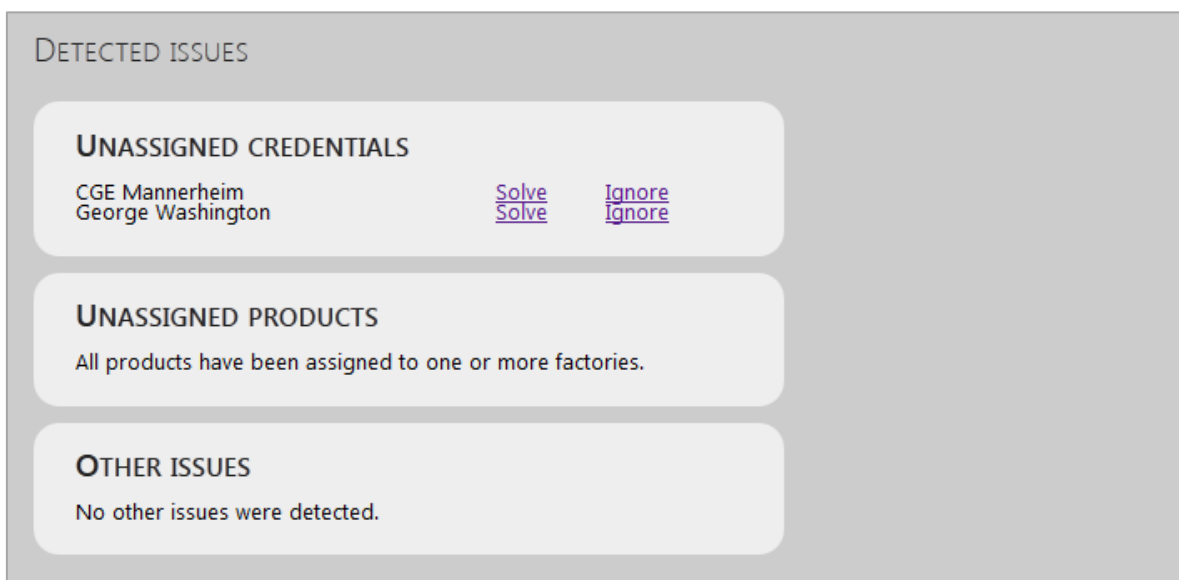 Detected issues
Unassigned credentials
CGE Mannerheim Solve Ignore
George Washington Solve Ignore
Unassigned products
All products have been assigned to one or more factories.
Other issues
No other issues were detected.